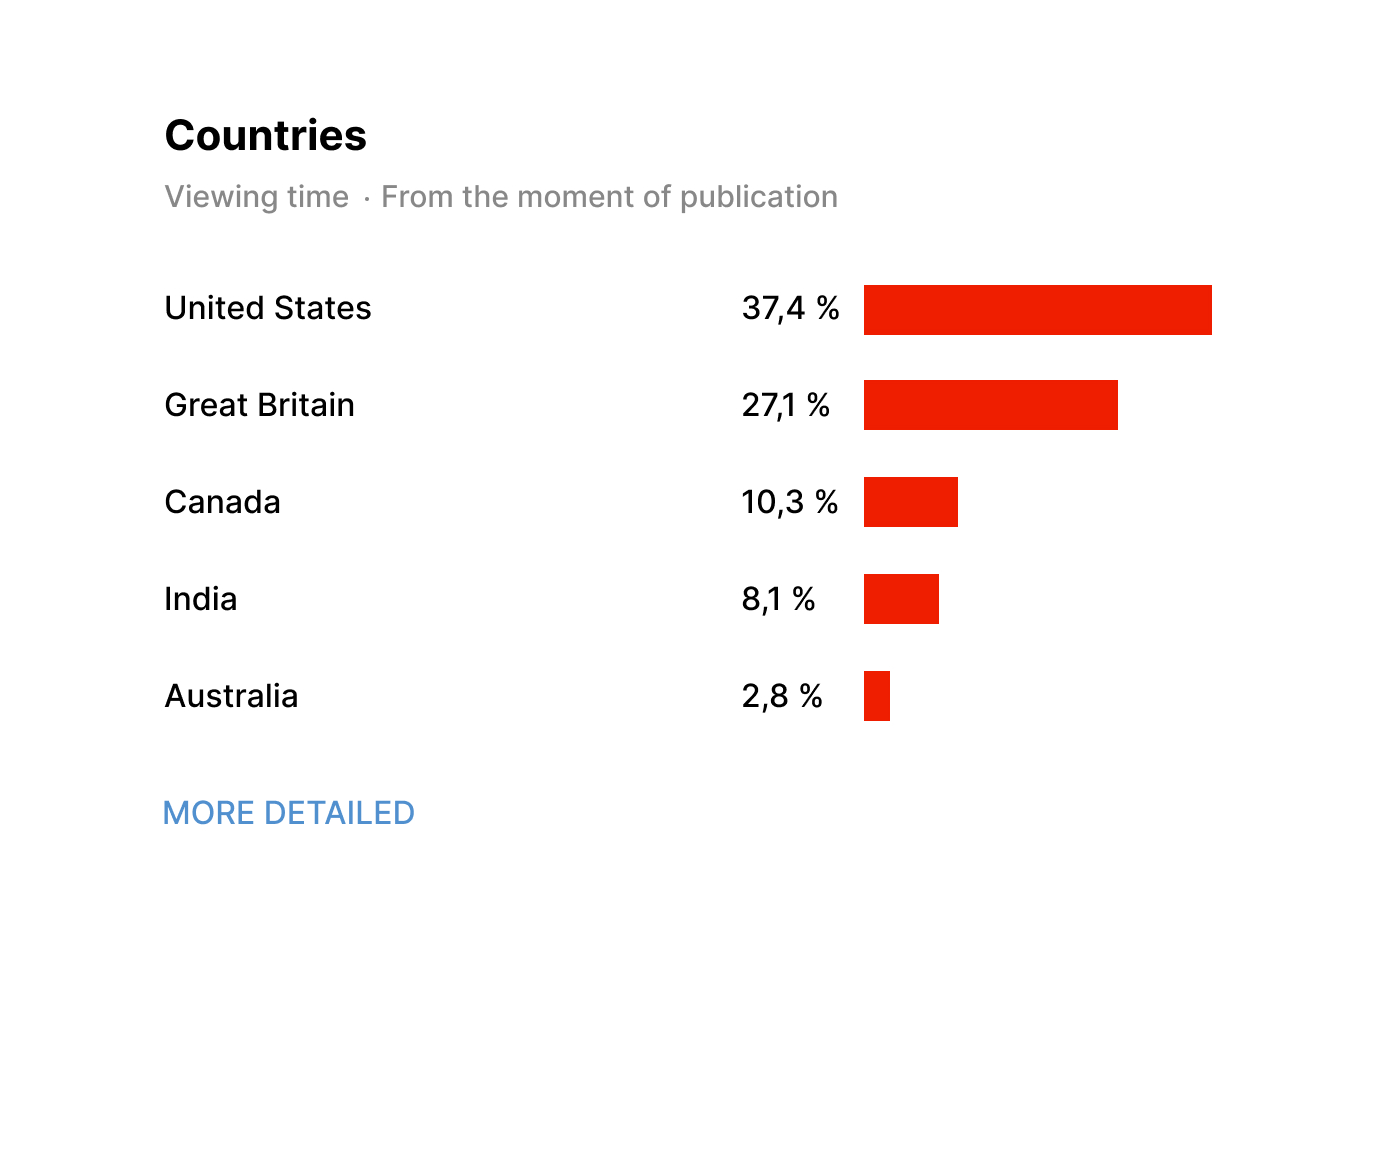 Countries
Viewing time · From the moment of publication
United States 37,4 %
Great Britain 27,1 %
Canada 10,3 %
India 8,1 %
Australia 2,8 %
MORE DETAILED